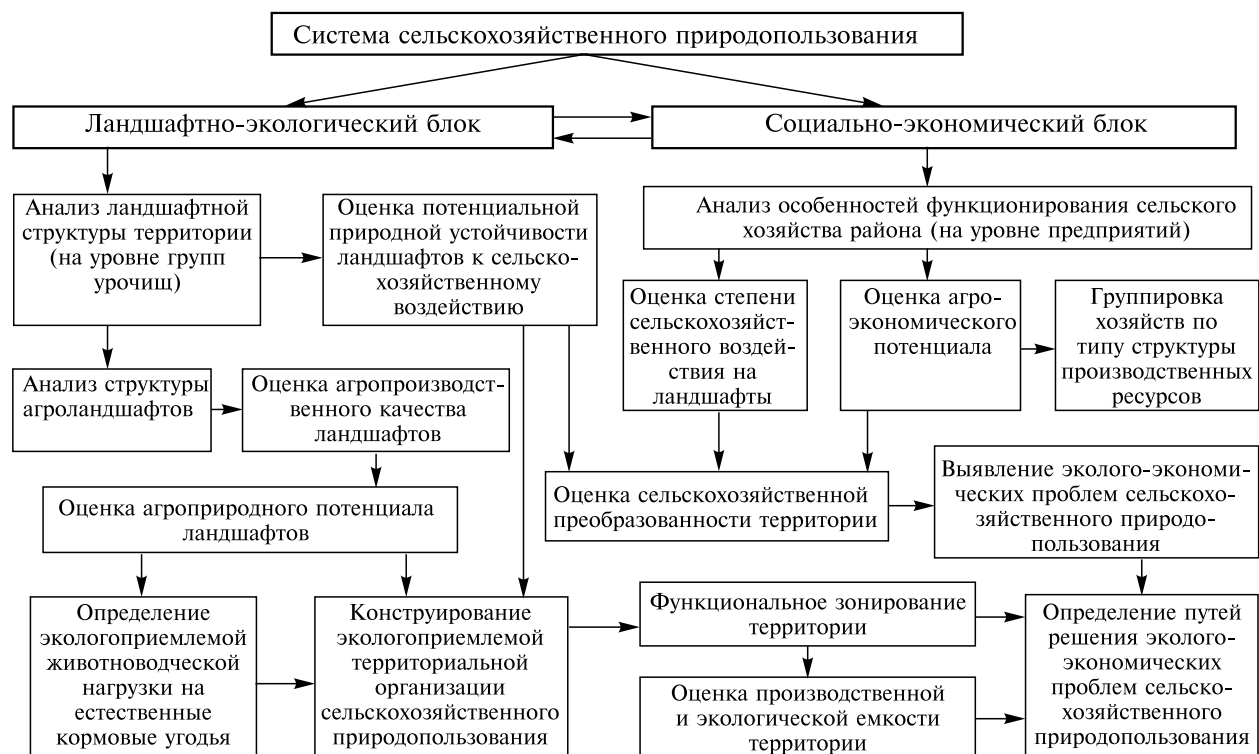 Система сельскохозяйственного природопользования
Ландшафтно-экологический блок
Социально-экономический блок
Анализ ландшафтной
структуры территории
(на уровне групп
урочищ)
Оценка потенциальной
природной устойчивости
ландшафтов к сельско-
хозяйственному
воздействию
Анализ особенностей функционирования сельского
хозяйства района (на уровне предприятий)
Оценка степени
сельскохозяйст-
венного воздей-
ствия на
ландшафты
Оценка агро-
экономического
потенциала
Группировка
хозяйств по
типу структуры
производственных
ресурсов
Анализ структуры
агроландшафтов
Оценка агропроизводст-
венного качества
ландшафтов
Оценка агроприродного потенциала
ландшафтов
Оценка сельскохозяйственной
преобразованности территории
Выявление эколого-экономи-
ческих проблем сельскохо-
зяйственного природо-
пользования
Определение
экологоприемлемой
животноводческой
нагрузки на
естественные
кормовые угодья
Конструирование
экологоприемлемой
территориальной
организации
сельскохозяйственного
природопользования
Функциональное зонирование
территории
Оценка производственной
и экологической емкости
территории
Определение путей
решения эколого-
экономических
проблем сельско-
хозяйственного
природопользования